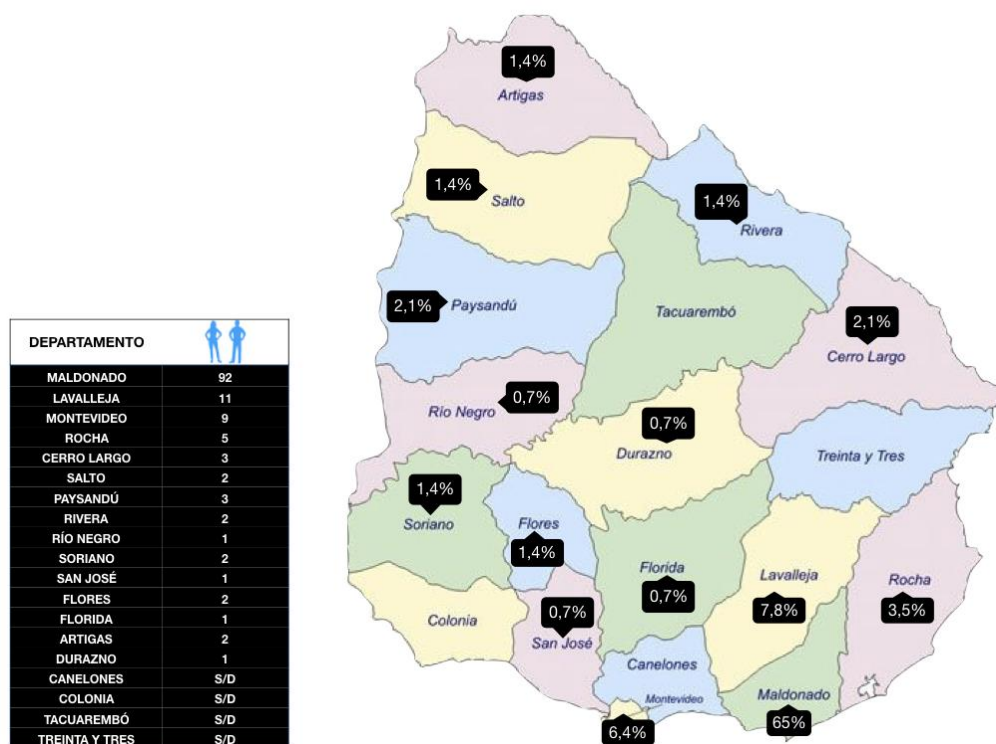 DEPARTAMENTO
MALDONADO 92
LAVALLEJA 11
MONTEVIDEO 9
ROCHA 5
CERRO LARGO 3
SALTO 2
PAYSANDÚ 3
RIVERA 2
RÍO NEGRO 1
SORIANO 2
SAN JOSÉ 1
FLORES 2
FLORIDA 1
ARTIGAS 2
DURAZNO 1
CANELONES S/D
COLONIA S/D
TACUAREMBÓ S/D
TREINTA Y TRES S/D
1,4%
Artigas
1,4%
Salto
1,4%
Rivera
2,1%
Paysandú
Tacuarembó
2,1%
Cerro Largo
0,7%
Río Negro
0,7%
Durazno
Treinta y Tres
1,4%
Soriano
Flores
1,4%
Florida
0,7%
Lavalleja
7,8%
Rocha
3,5%
Colonia
0,7%
San José
Canelones
Montevideo
6,4%
Maldonado
65%